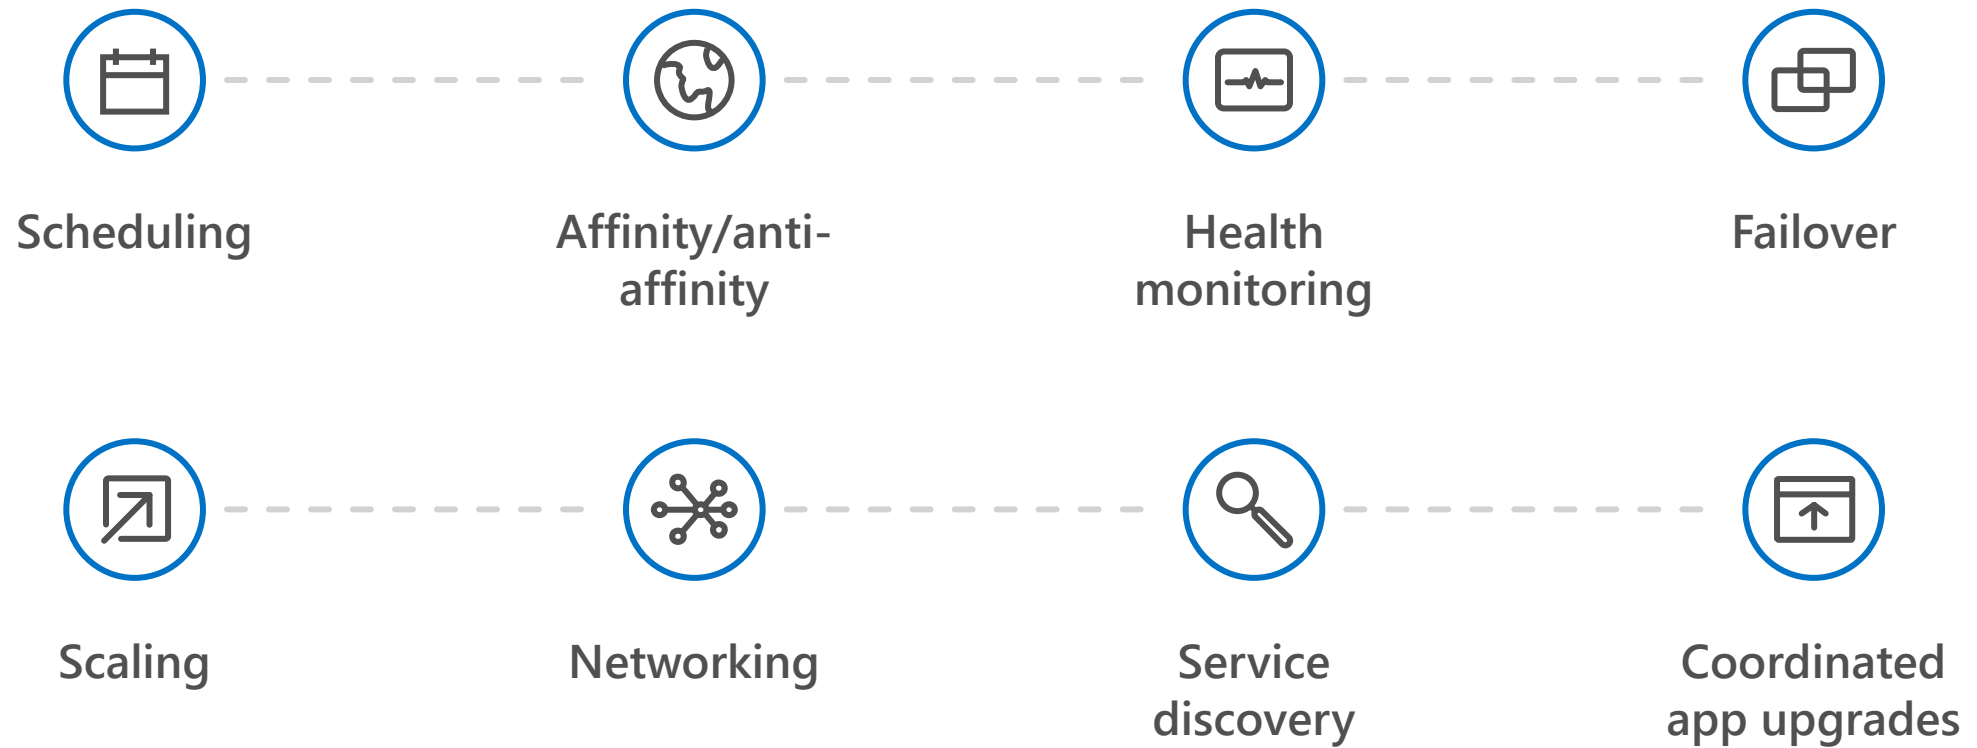 Scheduling
Affinity/anti-
affinity
Health
monitoring
Failover
Scaling
Networking
Service
discovery
Coordinated
app upgrades